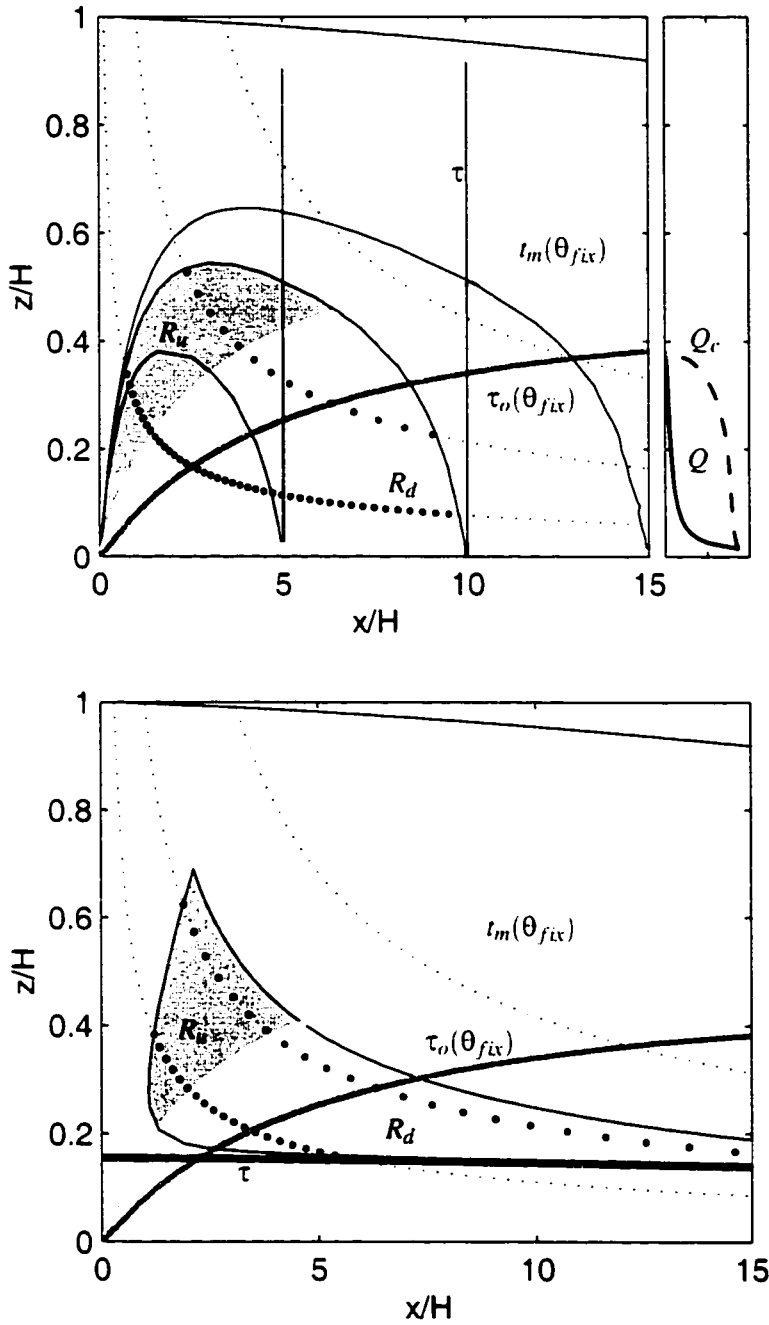 1
0.8
0.6
0.4
0.2
0
z/H
τ
t_m(θ_fix)
R_u
τ_o(θ_fix)
R_d
Q_c
Q
0
5
10
15
x/H
1
0.8
0.6
0.4
0.2
0
z/H
t_m(θ_fix)
R_u
τ_o(θ_fix)
R_d
τ
0
5
10
15
x/H